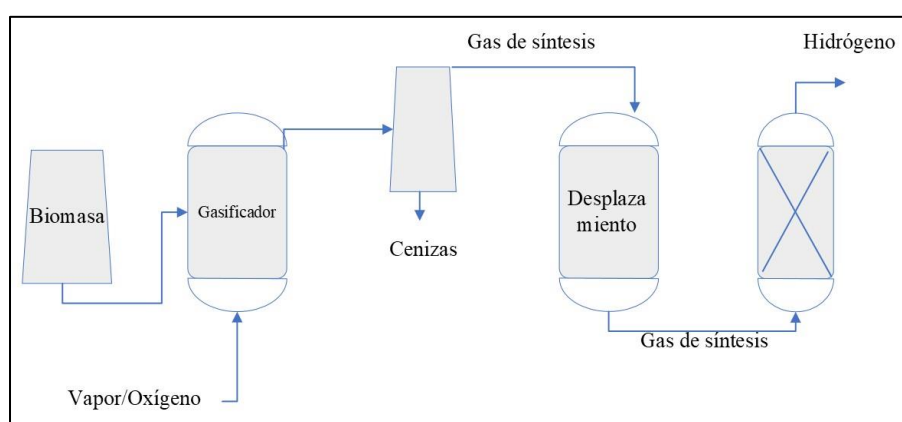 Gas de síntesis
Hidrógeno
Biomasa
Gasificador
Desplaza
miento
Cenizas
Gas de síntesis
Vapor/Oxígeno